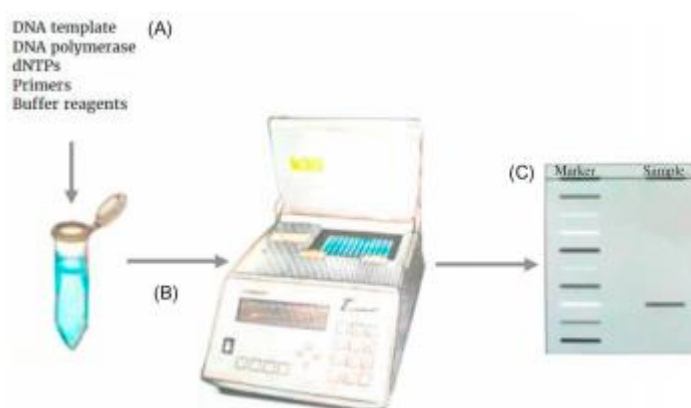 DNA template
(A)
DNA polymerase
dNTPs
Primers
Buffer reagents
(B)
(C)
Marker
Sample